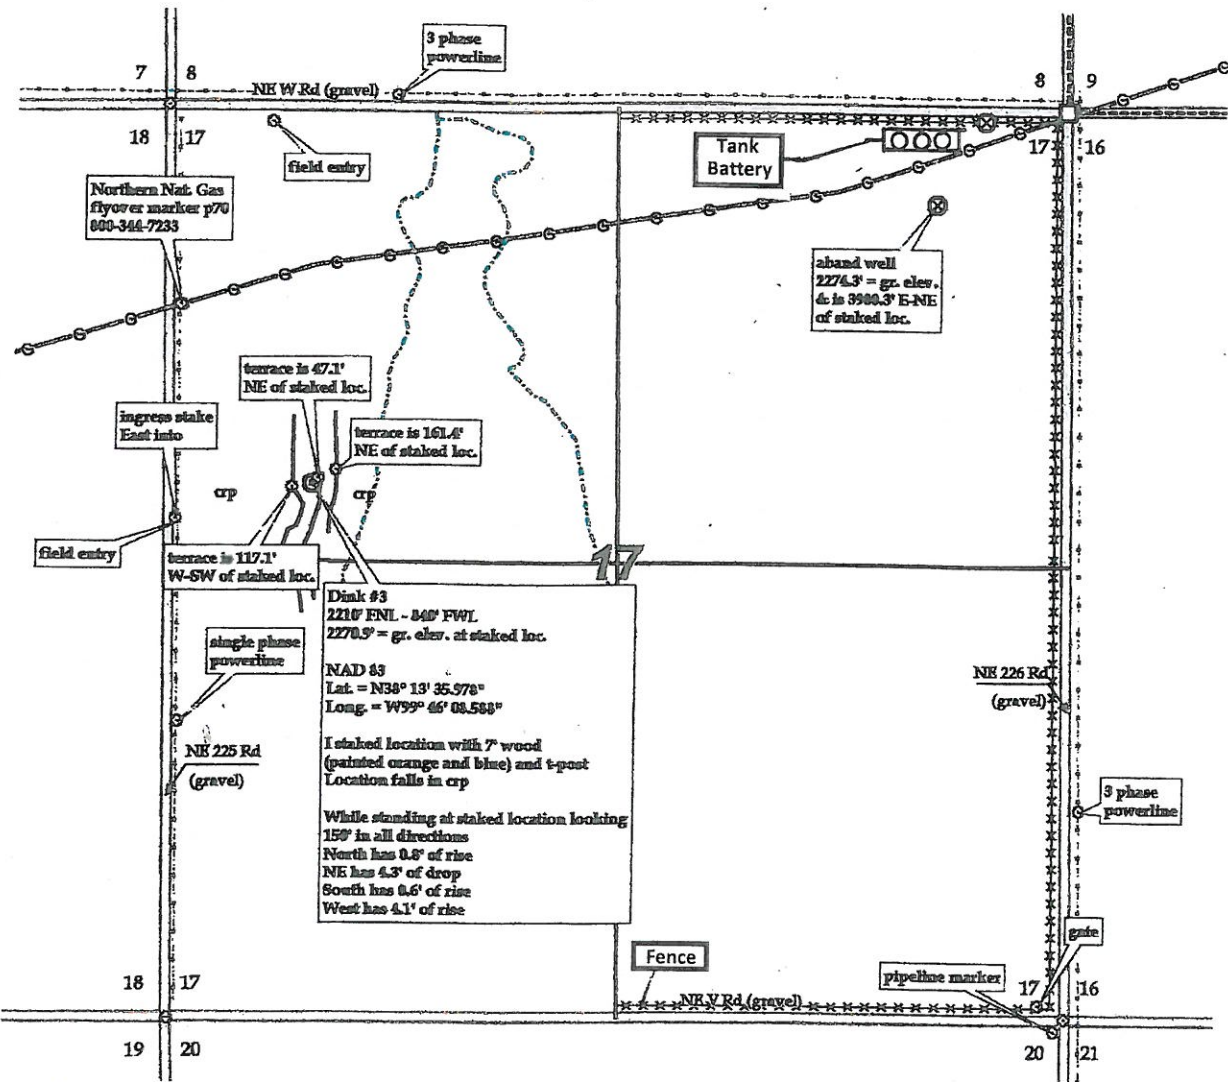 3 phase
powerline
7 8
8 9
NE W Rd (gravel)
18 17
17 16
field entry
Tank
Battery
Northern Nat. Gas
flyover marker p70
800-344-7233
aband well
2274.3' = gr. elev.
& is 3900.3' E-NE
of staked loc.
terrace is 47.1'
NE of staked loc.
ingress stake
East into
terrace is 161.4'
NE of staked loc.
crp
crp
field entry
terrace is 117.1'
W-SW of staked loc.
17
Dink #3
2210' FNL - 840' FWL
2270.9' = gr. elev. at staked loc.
NAD 83
Lat. = N38° 13' 35.978"
Long. = W99° 46' 08.588"
I staked location with 7' wood
(painted orange and blue) and t-post
Location falls in crp
While standing at staked location looking
150' in all directions
North has 0.8' of rise
NE has 4.3' of drop
South has 0.6' of rise
West has 4.1' of rise
single phase
powerline
NE 226 Rd
(gravel)
NE 225 Rd
(gravel)
3 phase
powerline
gate
Fence
pipeline marker
18 17
NE V Rd (gravel)
17 16
19 20
20 21